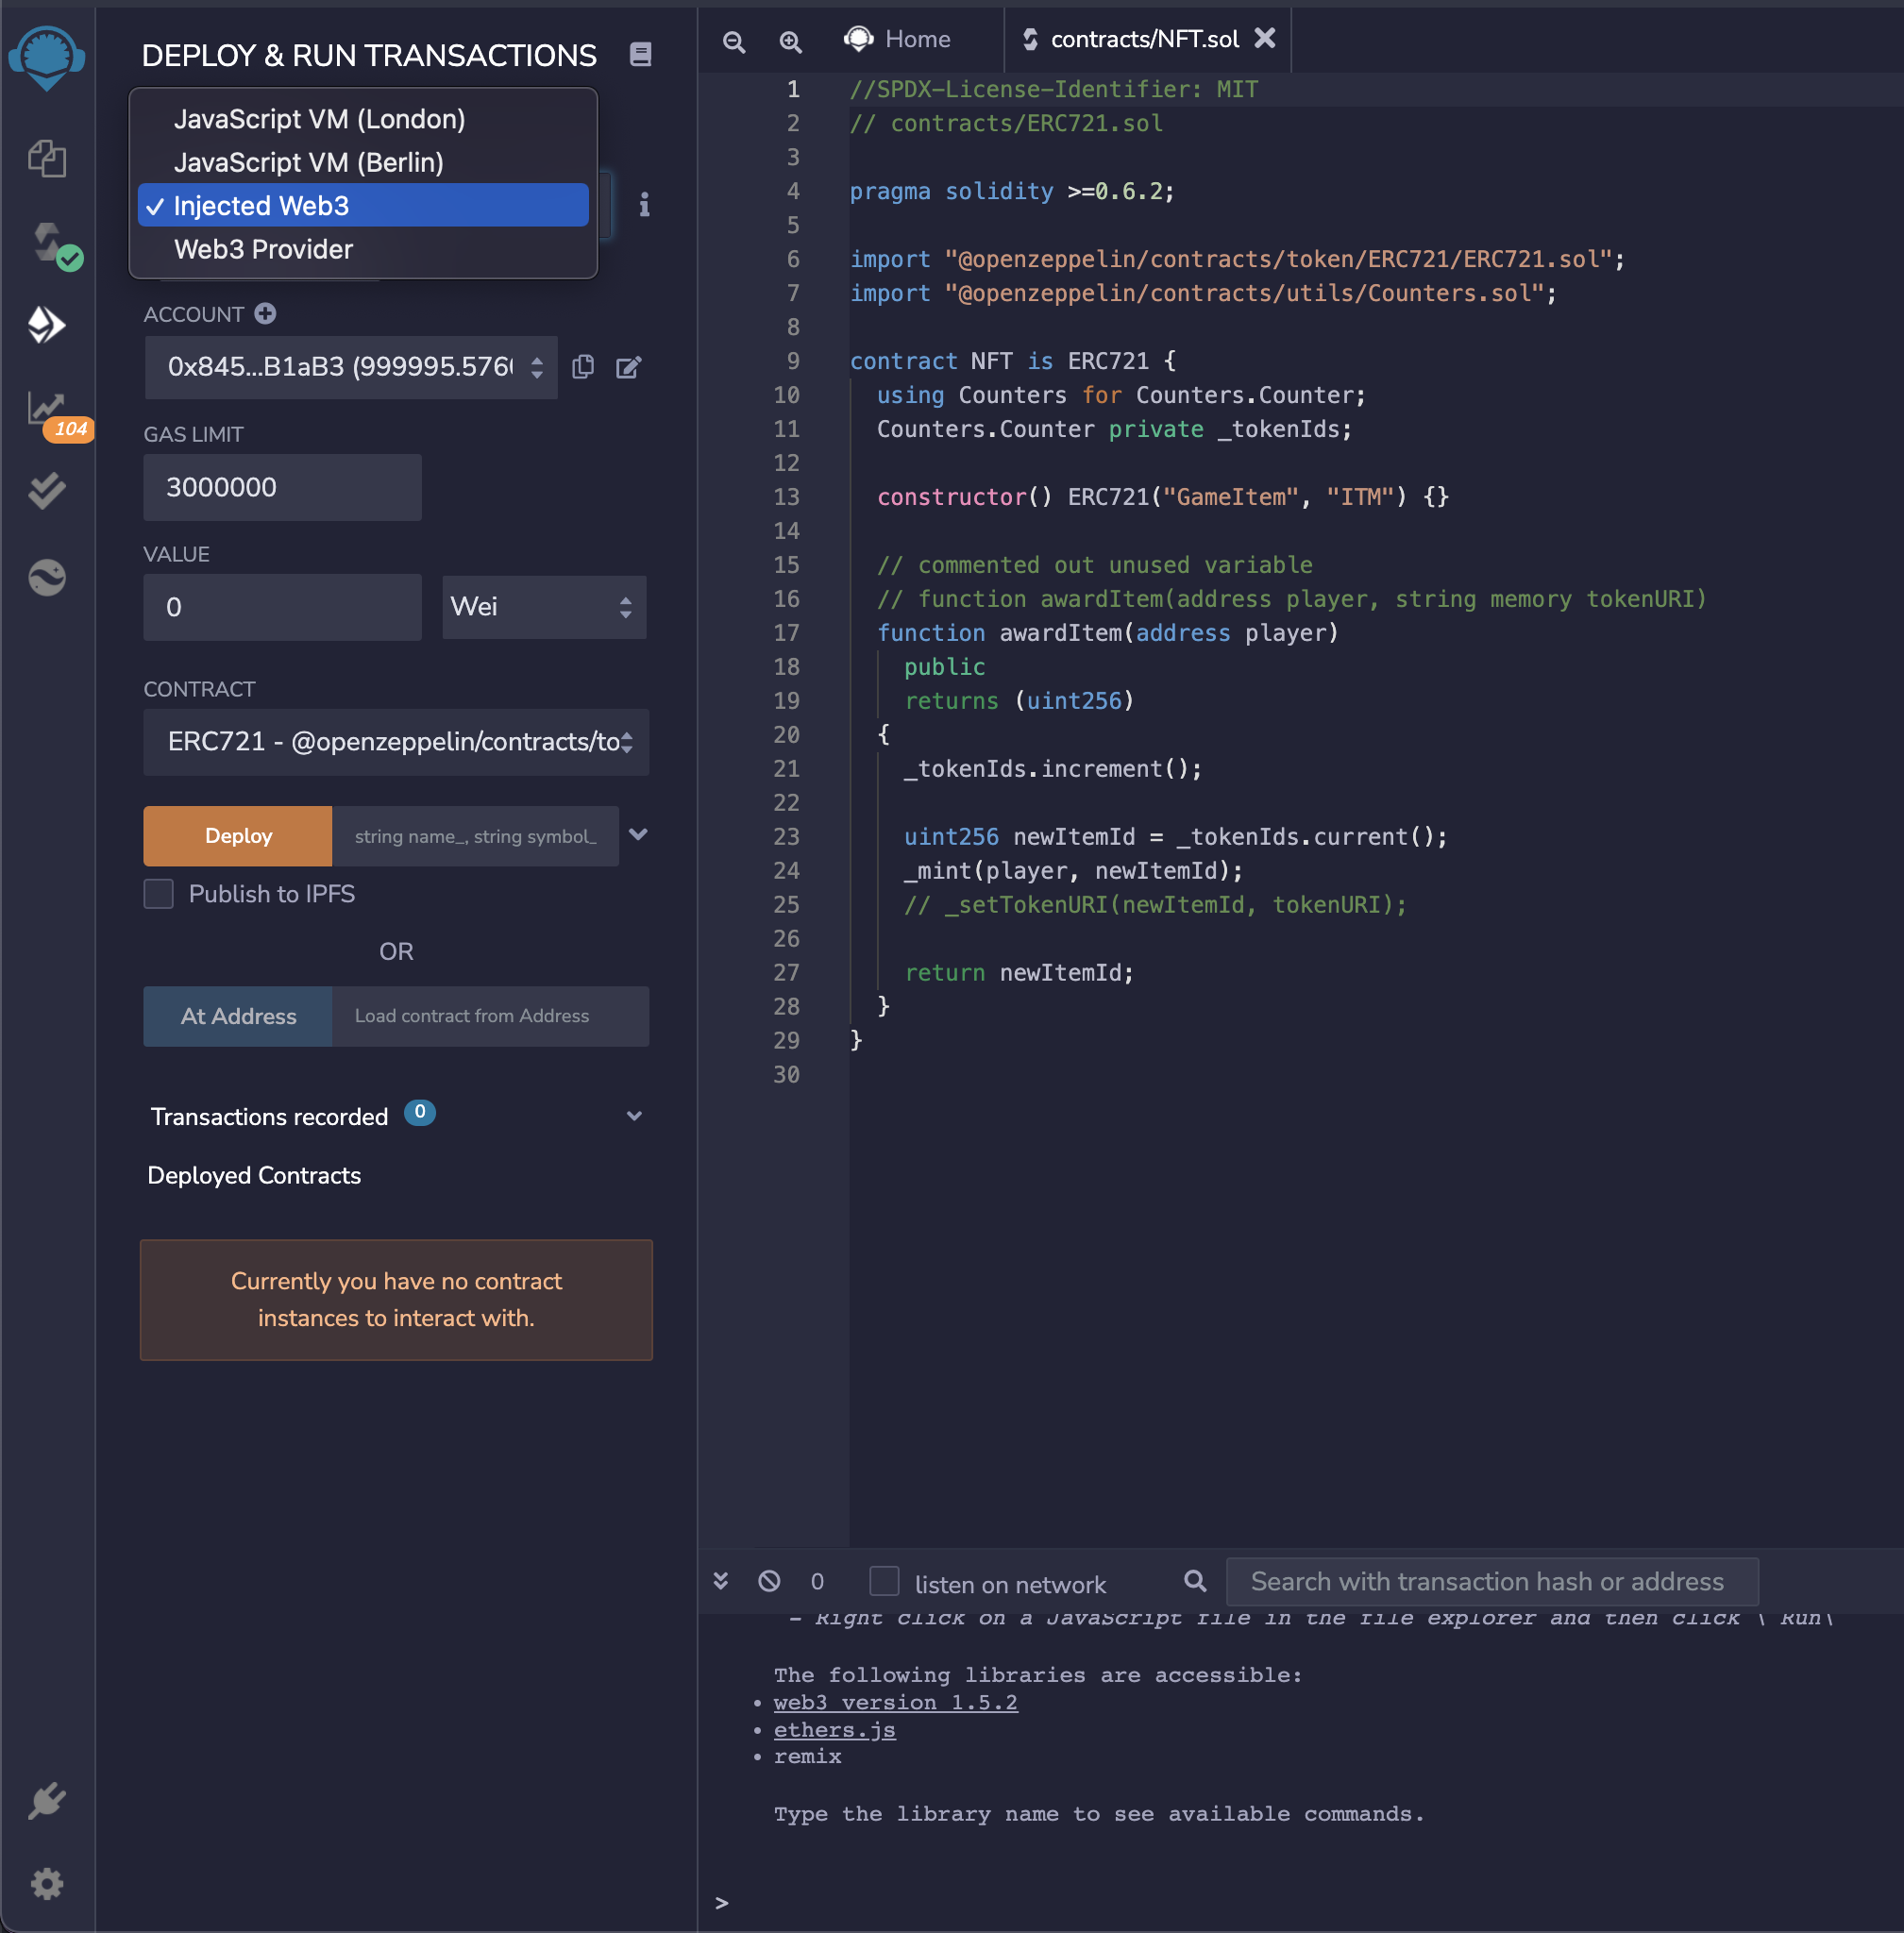 DEPLOY & RUN TRANSACTIONS
JavaScript VM (London)
JavaScript VM (Berlin)
✓ Injected Web3
Web3 Provider
ACCOUNT
0x845...B1aB3 (999995.576
GAS LIMIT
3000000
104
VALUE
0
Wei
CONTRACT
ERC721 - @openzeppelin/contracts/to
Deploy
string name_, string symbol_
Publish to IPFS
OR
At Address
Load contract from Address
Transactions recorded 0
Deployed Contracts
Currently you have no contract
instances to interact with.
Home
contracts/NFT.sol
1 //SPDX-License-Identifier: MIT
2 // contracts/ERC721.sol
3
4 pragma solidity >=0.6.2;
5
6 import "@openzeppelin/contracts/token/ERC721/ERC721.sol";
7 import "@openzeppelin/contracts/utils/Counters.sol";
8
9 contract NFT is ERC721 {
10 using Counters for Counters.Counter;
11 Counters.Counter private _tokenIds;
12
13 constructor() ERC721("GameItem", "ITM") {}
14
15 // commented out unused variable
16 // function awardItem(address player, string memory tokenURI)
17 function awardItem(address player)
18 public
19 returns (uint256)
20 {
21 _tokenIds.increment();
22
23 uint256 newItemId = _tokenIds.current();
24 _mint(player, newItemId);
25 // _setTokenURI(newItemId, tokenURI);
26
27 return newItemId;
28 }
29 }
30
0
listen on network
Search with transaction hash or address
- Right click on a JavaScript file in the file explorer and then click \`Run\
The following libraries are accessible:
• web3 version 1.5.2
• ethers.js
• remix
Type the library name to see available commands.
>